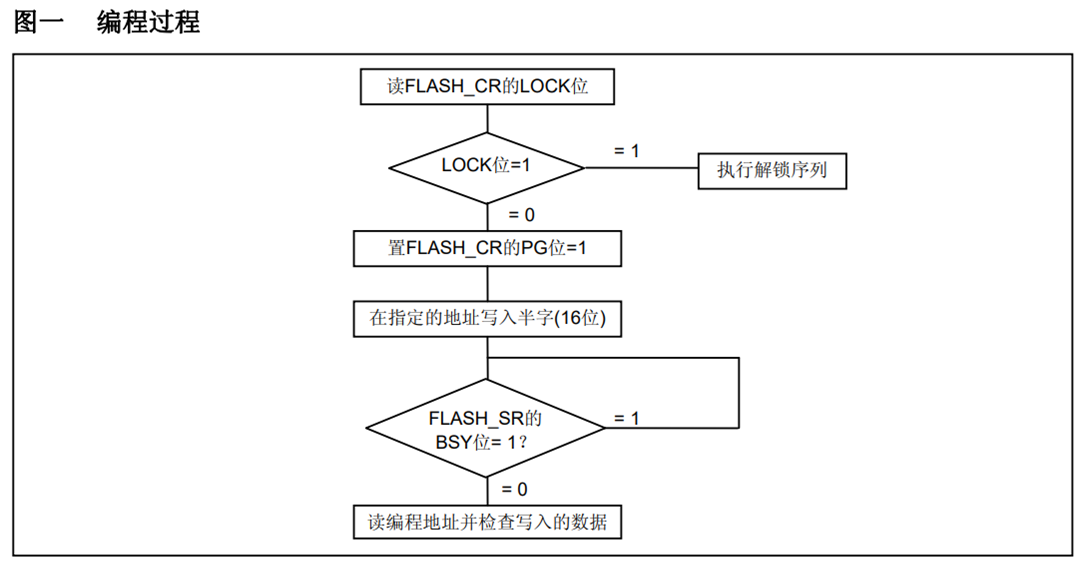 图一 编程过程
读FLASH_CR的LOCK位
LOCK位=1
= 1
执行解锁序列
= 0
置FLASH_CR的PG位=1
在指定的地址写入半字(16位)
FLASH_SR的
BSY位= 1？
= 1
= 0
读编程地址并检查写入的数据